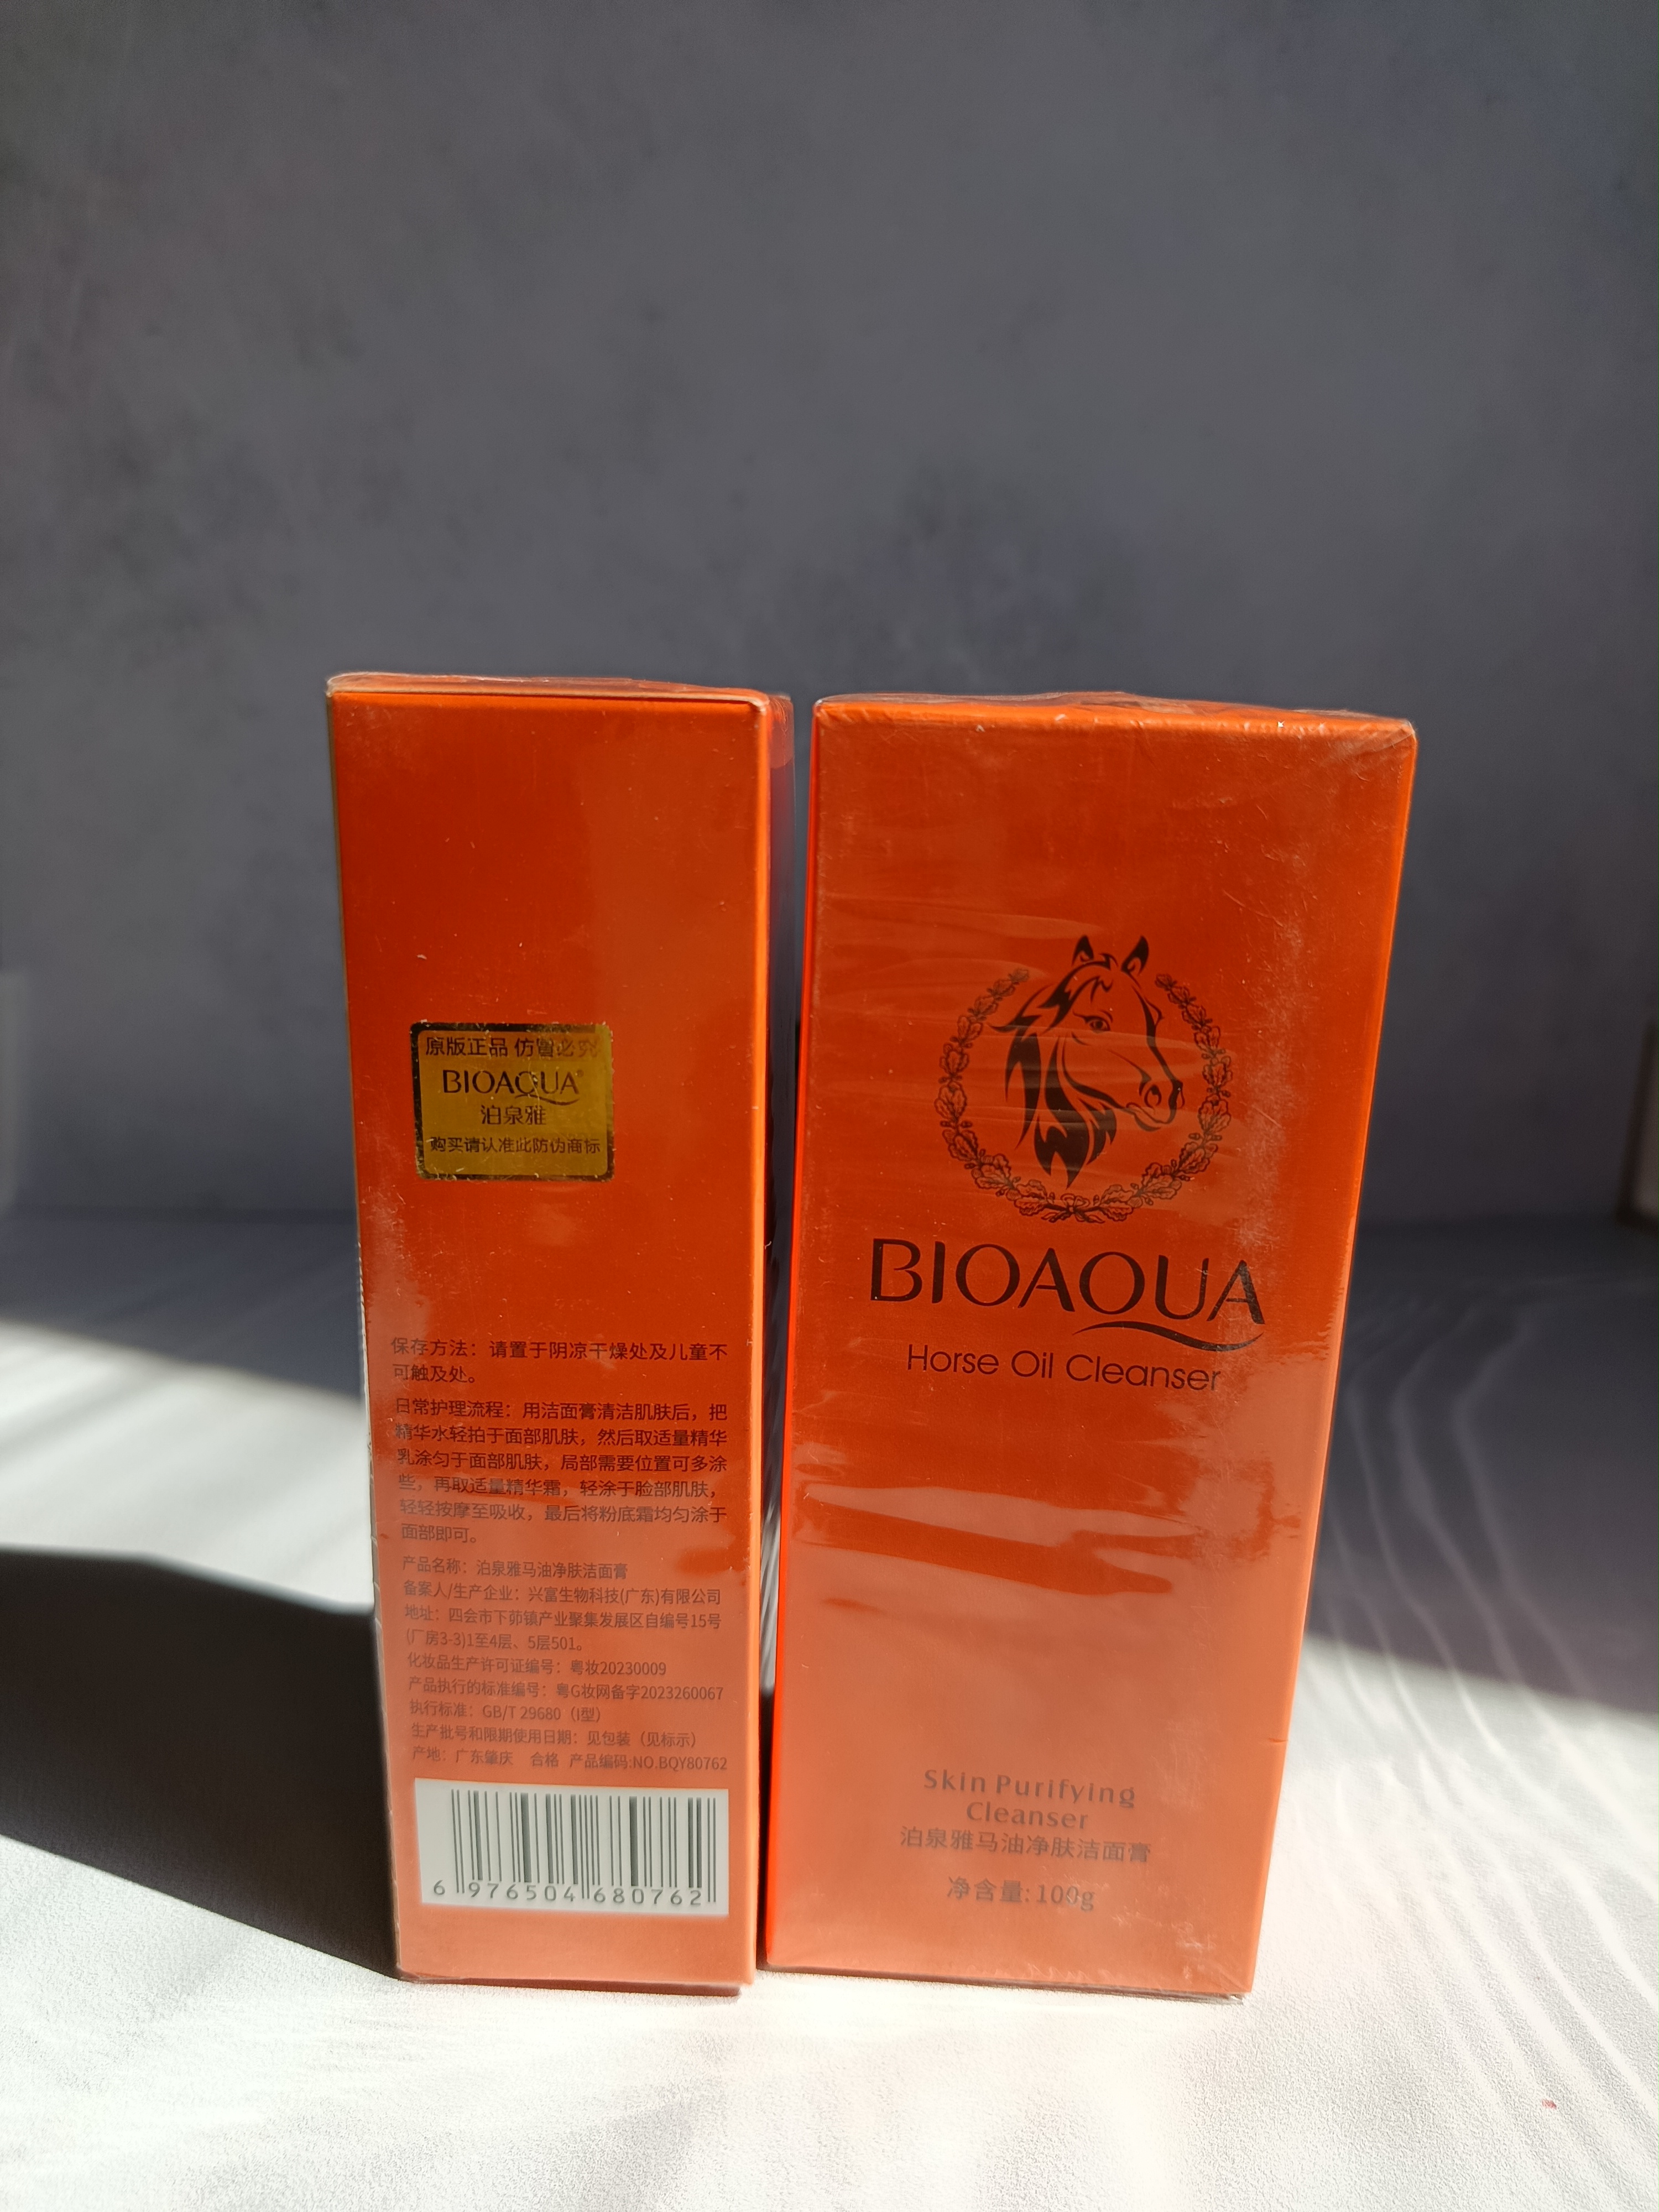 原版正品 仿冒必究
BIOAQUA®
泊泉雅
购买请认准此防伪商标
保存方法：请置于阴凉干燥处及儿童不
可触及处。
日常护理流程：用洁面膏清洁肌肤后，把
精华水轻拍于面部肌肤，然后取适量精华
乳涂匀于面部肌肤，局部需要位置可多涂
些，再取适量精华霜，轻涂于脸部肌肤，
轻轻按摩至吸收，最后将粉底霜均匀涂于
面部即可。
产品名称：泊泉雅马油净肤洁面膏
备案人/生产企业：兴富生物科技(广东)有限公司
地址：四会市下茆镇产业聚集发展区自编号15号
(厂房3-3)1至4层、5层501。
化妆品生产许可证编号：粤妆20230009
产品执行的标准编号：粤G妆网备字2023260067
执行标准：GB/T 29680（I型）
生产批号和限期使用日期：见包装（见标示）
产地：广东肇庆 合格 产品编码:NO.BQY80762
6 976504 680762
BIOAQUA
Horse Oil Cleanser
Skin Purifying
Cleanser
泊泉雅马油净肤洁面膏
净含量:100g